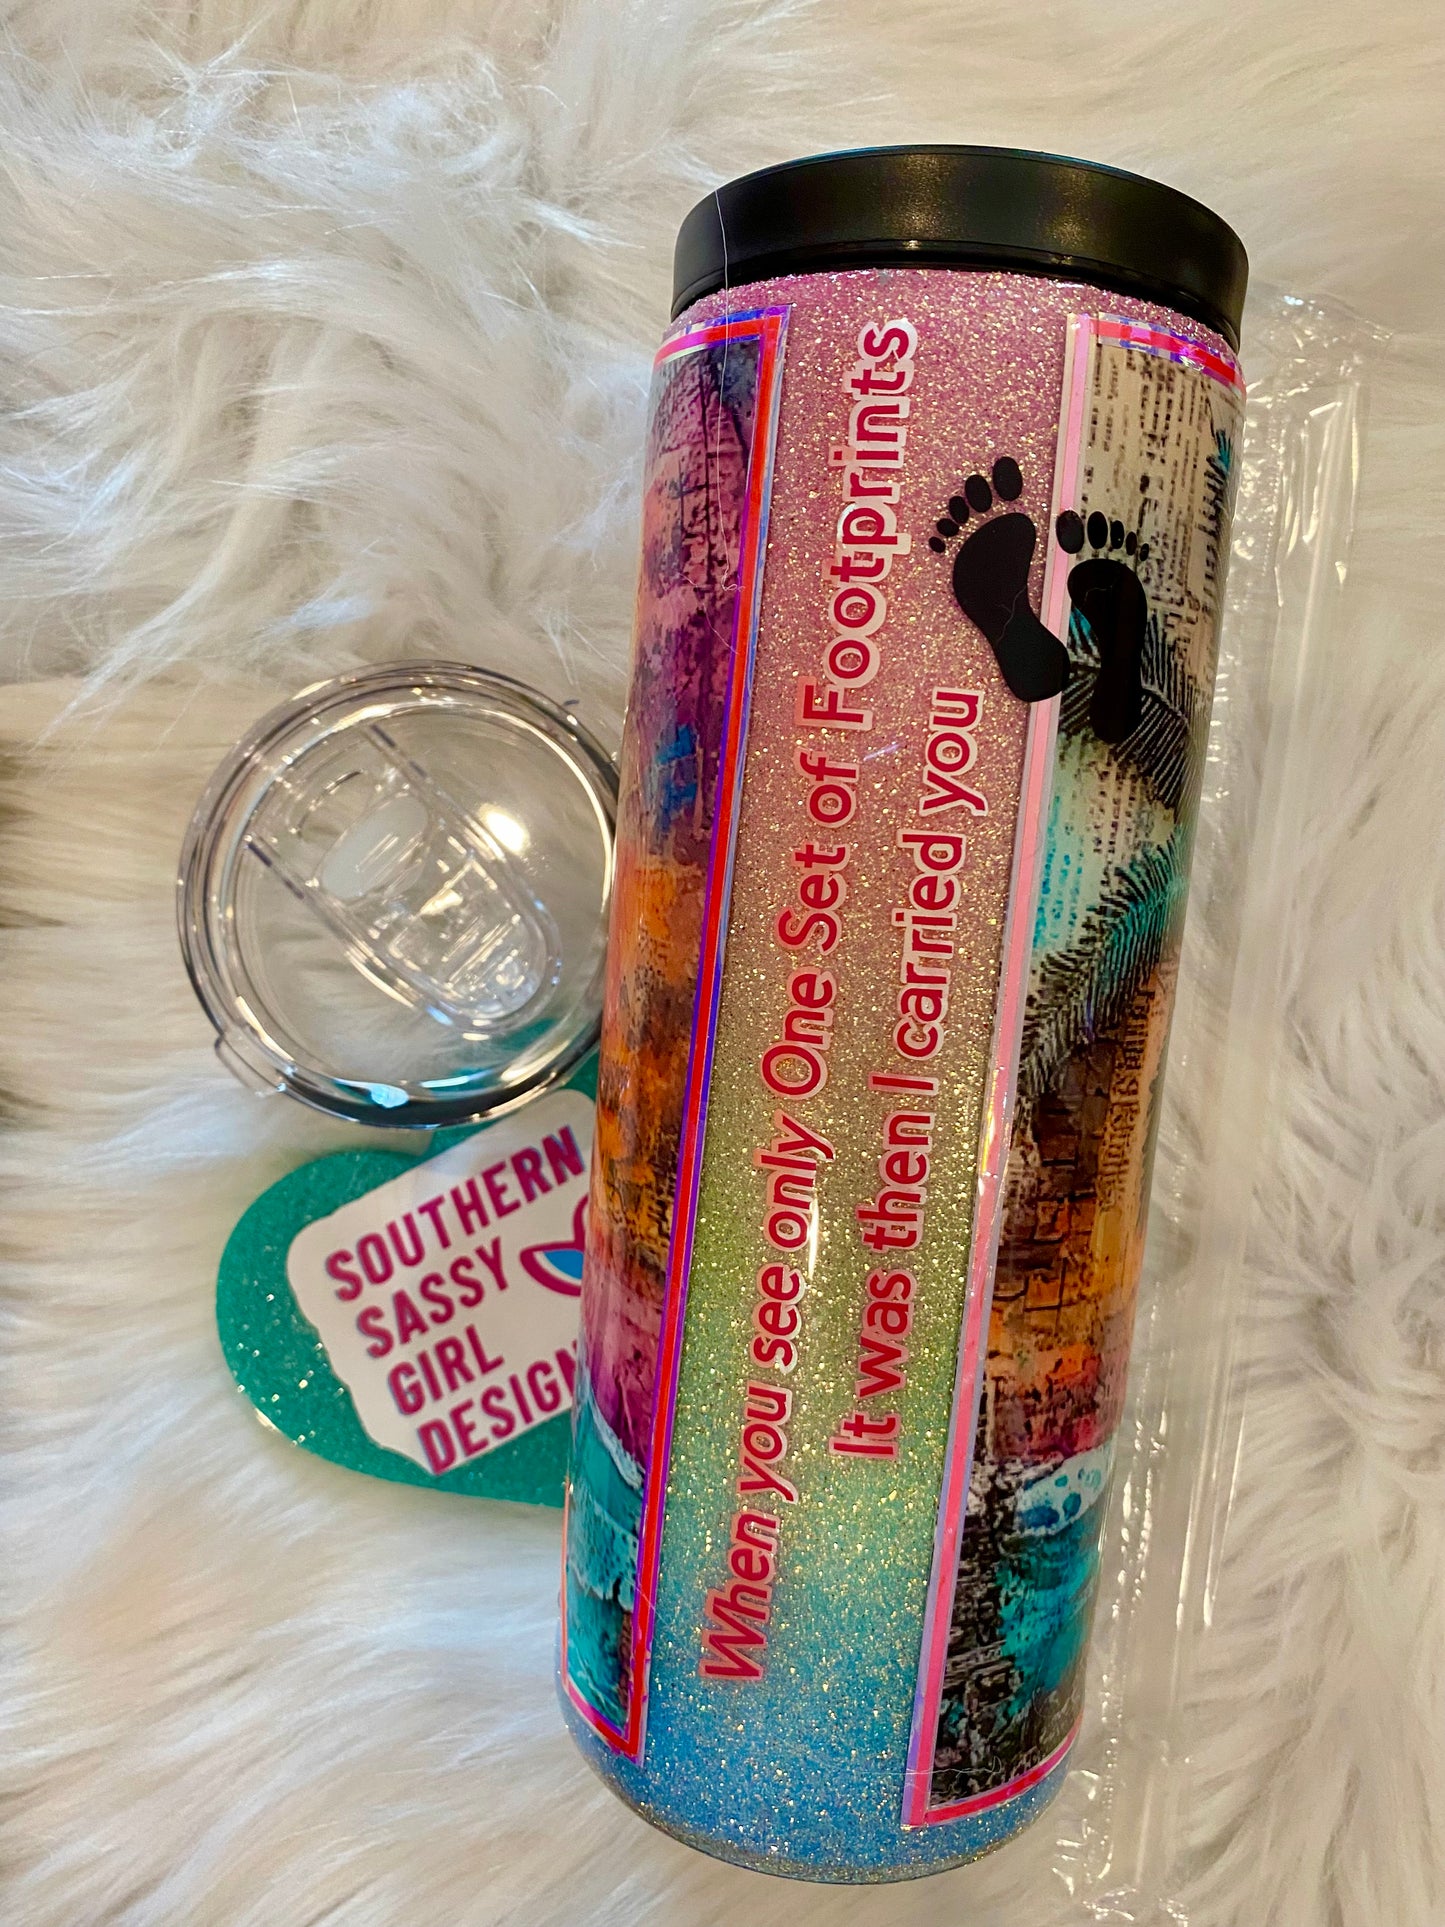 When you see only One Set of Footprints
It was then I carried you
SOUTHERN
SASSY
GIRL
DESIGN